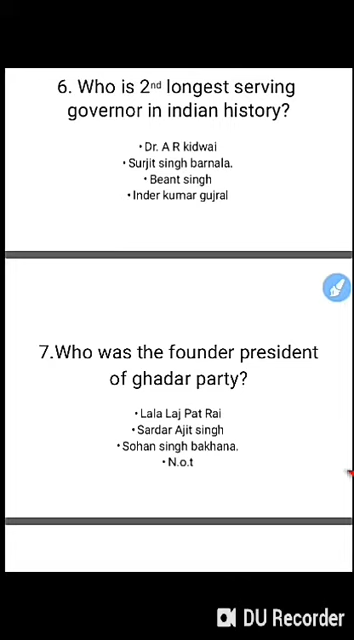 6. Who is 2nd longest serving
governor in indian history?
• Dr. A R kidwai
• Surjit singh barnala.
• Beant singh
• Inder kumar gujral
7.Who was the founder president
of ghadar party?
• Lala Laj Pat Rai
• Sardar Ajit singh
• Sohan singh bakhana.
• N.o.t
DU Recorder